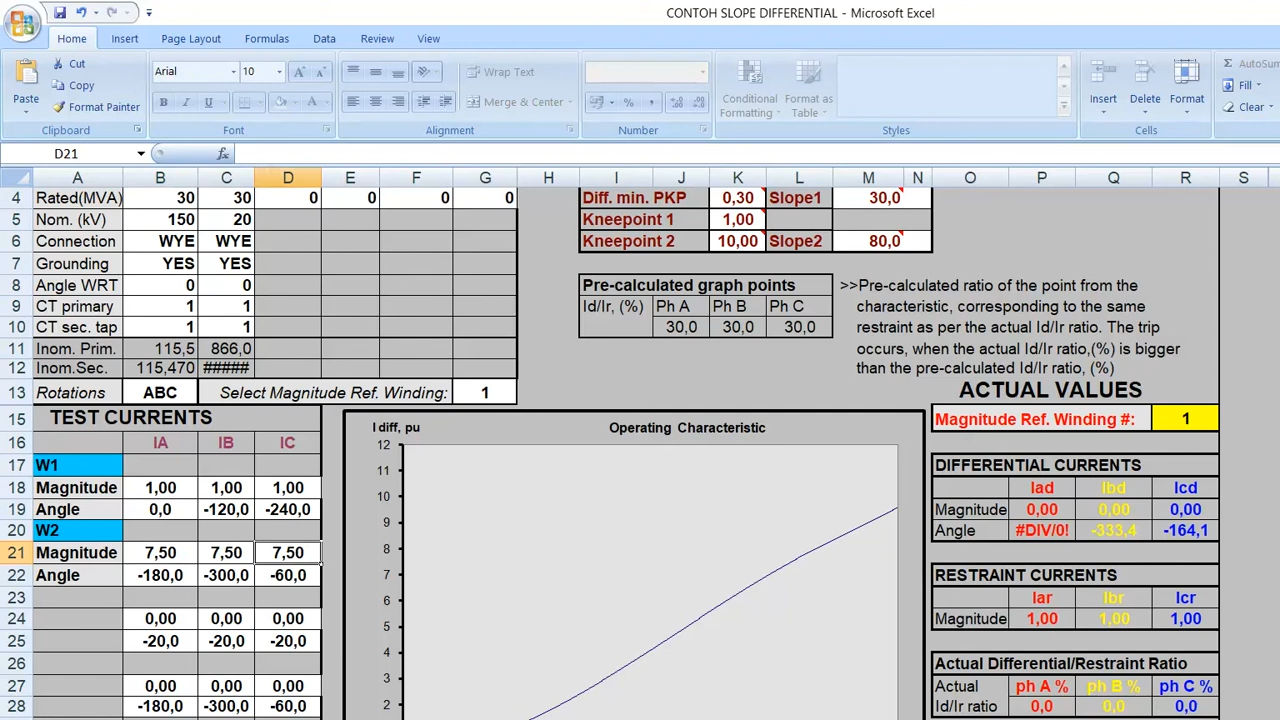 CONTOH SLOPE DIFFERENTIAL - Microsoft Excel
Home Insert Page Layout Formulas Data Review View
Paste
Cut
Copy
Format Painter
Clipboard
Arial 10
B I U
Font
Wrap Text
Merge & Center
Alignment
%
Number
Conditional Formatting
Format as Table
Styles
Insert Delete Format
Cells
AutoSum
Fill
Clear
D21 fx
A B C D E F G H I J K L M N O P Q R S T
4 Rated(MVA) 30 30 0 0 0 0 Diff. min. PKP 0,30 Slope1 30,0
5 Nom. (kV) 150 20 Kneepoint 1 1,00
6 Connection WYE WYE Kneepoint 2 10,00 Slope2 80,0
7 Grounding YES YES
8 Angle WRT 0 0 Pre-calculated graph points >>Pre-calculated ratio of the point from the
9 CT primary 1 1 Id/Ir, (%) Ph A Ph B Ph C characteristic, corresponding to the same
10 CT sec. tap 1 1 30,0 30,0 30,0 restraint as per the actual Id/Ir ratio. The trip
11 Inom. Prim. 115,5 866,0 occurs, when the actual Id/Ir ratio,(%) is bigger
12 Inom.Sec. 115,470 ##### than the pre-calculated Id/Ir ratio, (%)
13 Rotations ABC Select Magnitude Ref. Winding: 1 ACTUAL VALUES
15 TEST CURRENTS Magnitude Ref. Winding #: 1
16 IA IB IC
17 W1 DIFFERENTIAL CURRENTS
18 Magnitude 1,00 1,00 1,00 Iad Ibd Icd
19 Angle 0,0 -120,0 -240,0 Magnitude 0,00 0,00 0,00
20 W2 Angle #DIV/0! -333,4 -164,1
21 Magnitude 7,50 7,50 7,50
22 Angle -180,0 -300,0 -60,0 RESTRAINT CURRENTS
23 Iar Ibr Icr
24 0,00 0,00 0,00 Magnitude 1,00 1,00 1,00
25 -20,0 -20,0 -20,0
26 Actual Differential/Restraint Ratio
27 0,00 0,00 0,00 Actual ph A % ph B % ph C %
28 -180,0 -300,0 -60,0 Id/Ir ratio 0,0 0,0 0,0
I diff, pu Operating Characteristic
12
11
10
9
8
7
6
5
4
3
2